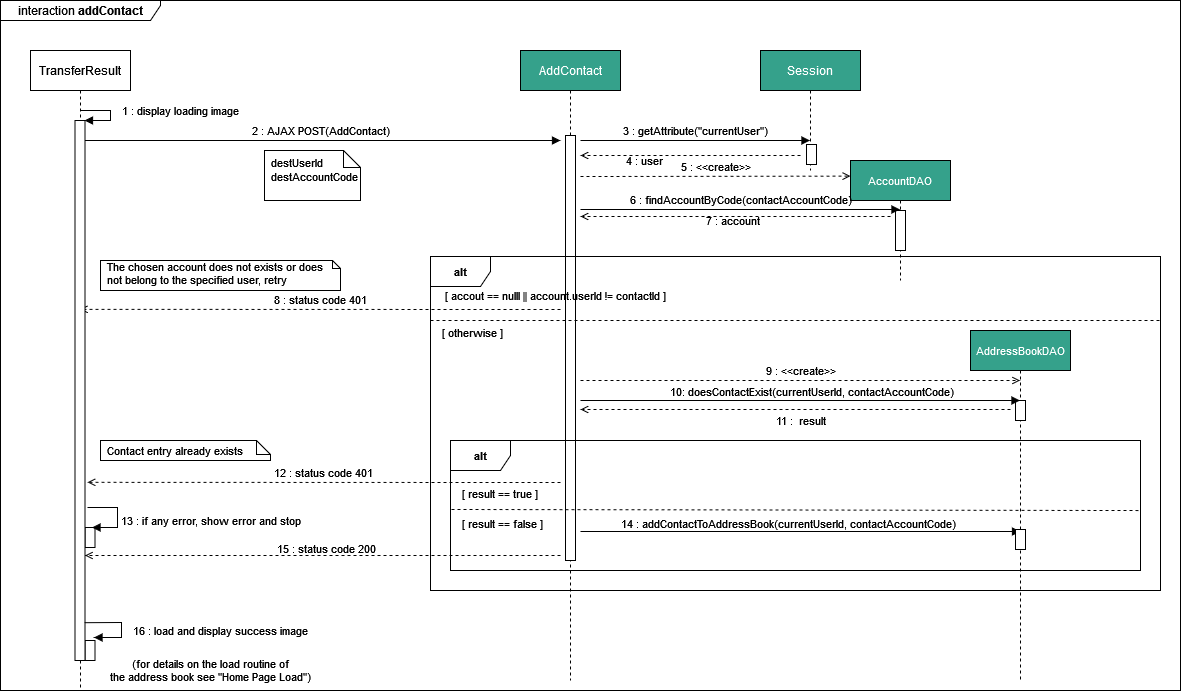 interaction addContact
TransferResult
AddContact
Session
1 : display loading image
2 : AJAX POST(AddContact)
3 : getAttribute("currentUser")
destUserId
destAccountCode
4 : user
5 : <<create>>
AccountDAO
6 : findAccountByCode(contactAccountCode)
7 : account
The chosen account does not exists or does
not belong to the specified user, retry
alt
8 : status code 401
[ accout == nulll || account.userId != contactId ]
[ otherwise ]
AddressBookDAO
9 : <<create>>
10: doesContactExist(currentUserId, contactAccountCode)
11 : result
Contact entry already exists
alt
12 : status code 401
[ result == true ]
13 : if any error, show error and stop
[ result == false ]
14 : addContactToAddressBook(currentUserId, contactAccountCode)
15 : status code 200
16 : load and display success image
(for details on the load routine of
the address book see "Home Page Load")